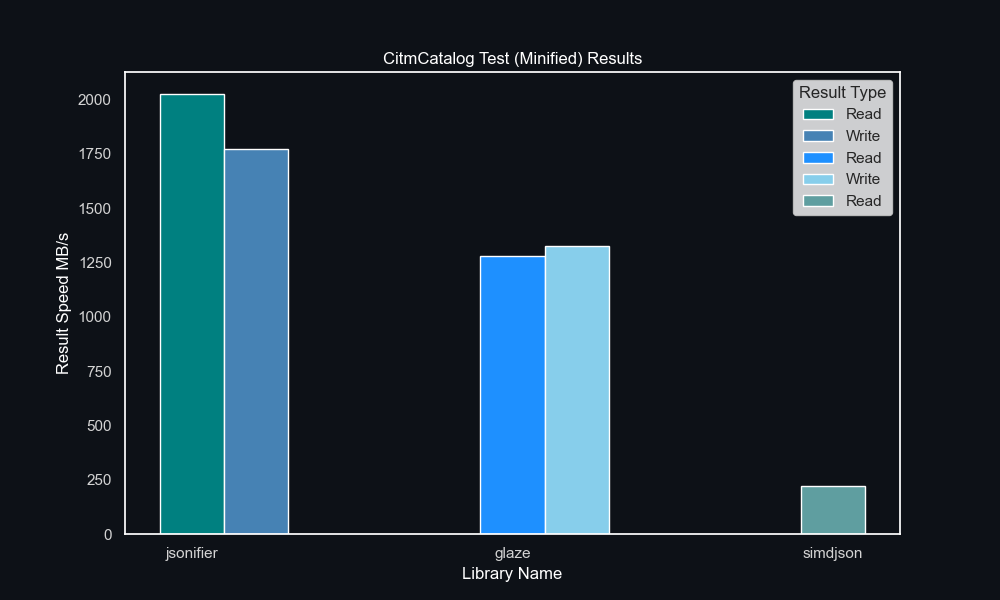 CitmCatalog Test (Minified) Results
Result Type
Read
Write
Read
Write
Read
Result Speed MB/s
2000
1750
1500
1250
1000
750
500
250
0
jsonifier glaze simdjson
Library Name